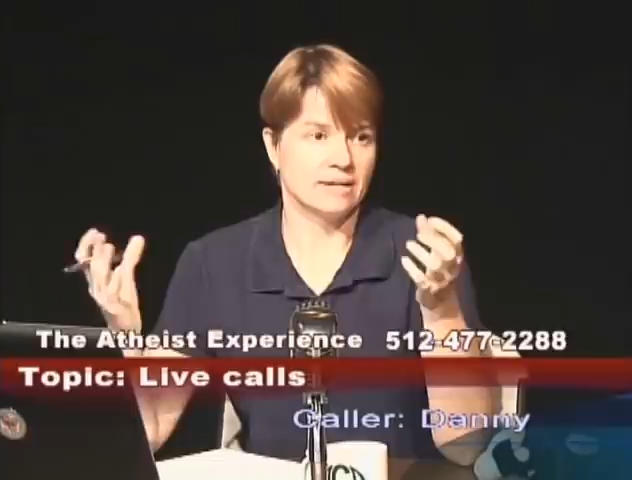 The Atheist Experience 512-477-2288
Topic: Live calls
Caller: Danny